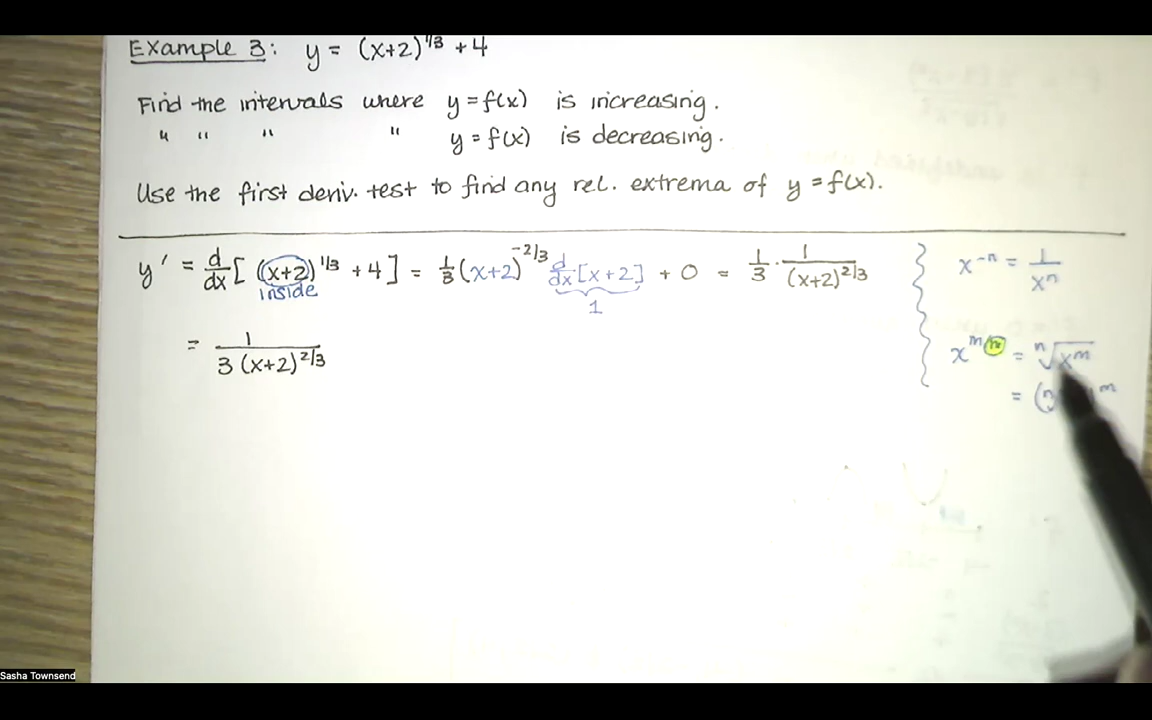 Example 3: y = (x+2)^1/3 + 4
Find the intervals where y = f(x) is increasing.
" " " " y = f(x) is decreasing.
Use the first deriv. test to find any rel. extrema of y = f(x).
y' = d/dx [(x+2)^1/3 + 4] = 1/3 (x+2)^-2/3 d/dx [x+2] + 0 = 1/3 · 1/(x+2)^2/3
inside
1
= 1/3(x+2)^2/3
x^-n = 1/x^n
x^m/n = ⁿ√x^m
= (ⁿ m
Sasha Townsend